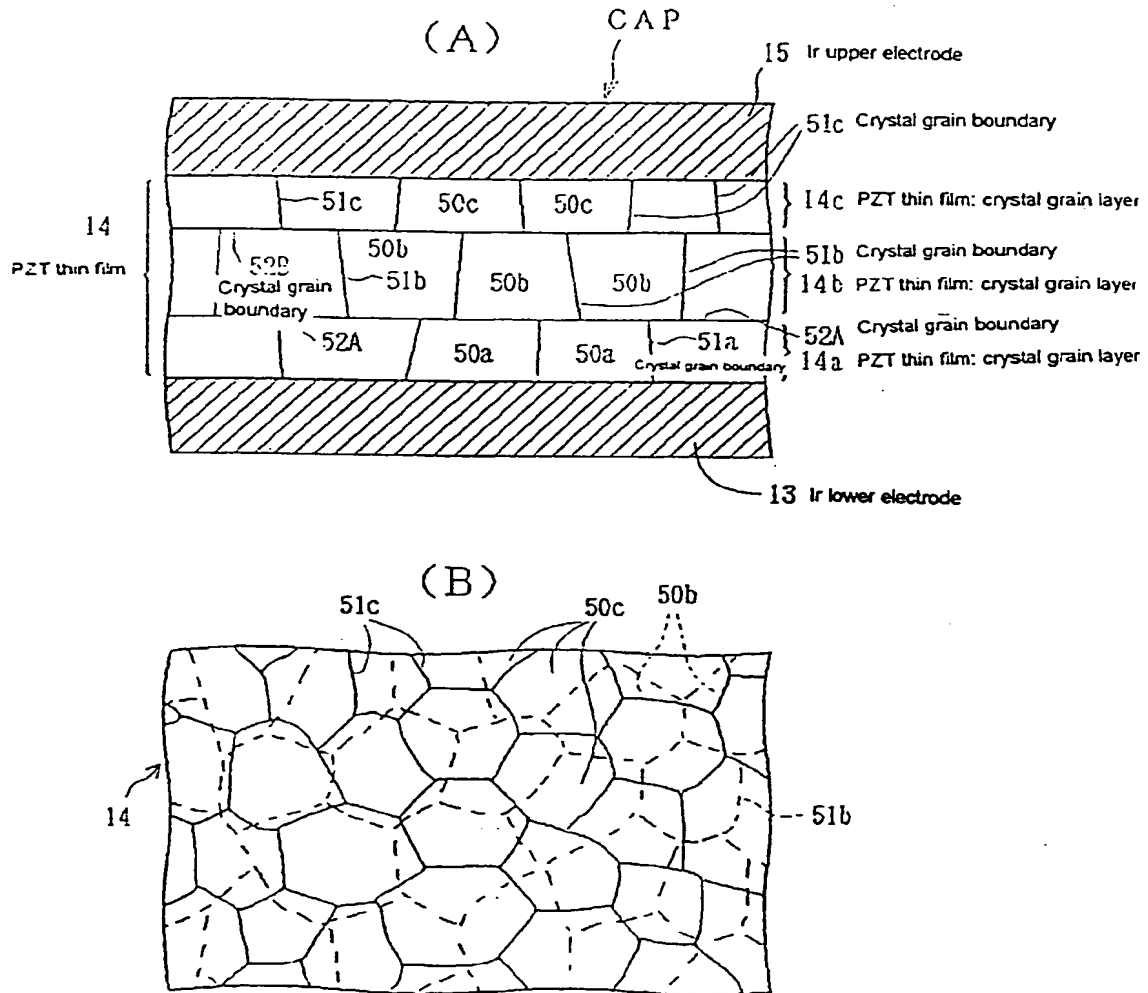 (A)
CAP
15 Ir upper electrode
51c Crystal grain boundary
51c 50c 50c
14c PZT thin film: crystal grain layer
14
PZT thin film
50b
52B 51b 50b 50b
Crystal grain
boundary
51b Crystal grain boundary
14b PZT thin film: crystal grain layer
52A Crystal grain boundary
52A 50a 50a 51a
Crystal grain boundary
14a PZT thin film: crystal grain layer
13 Ir lower electrode
(B)
51c 50c 50b
14
51b